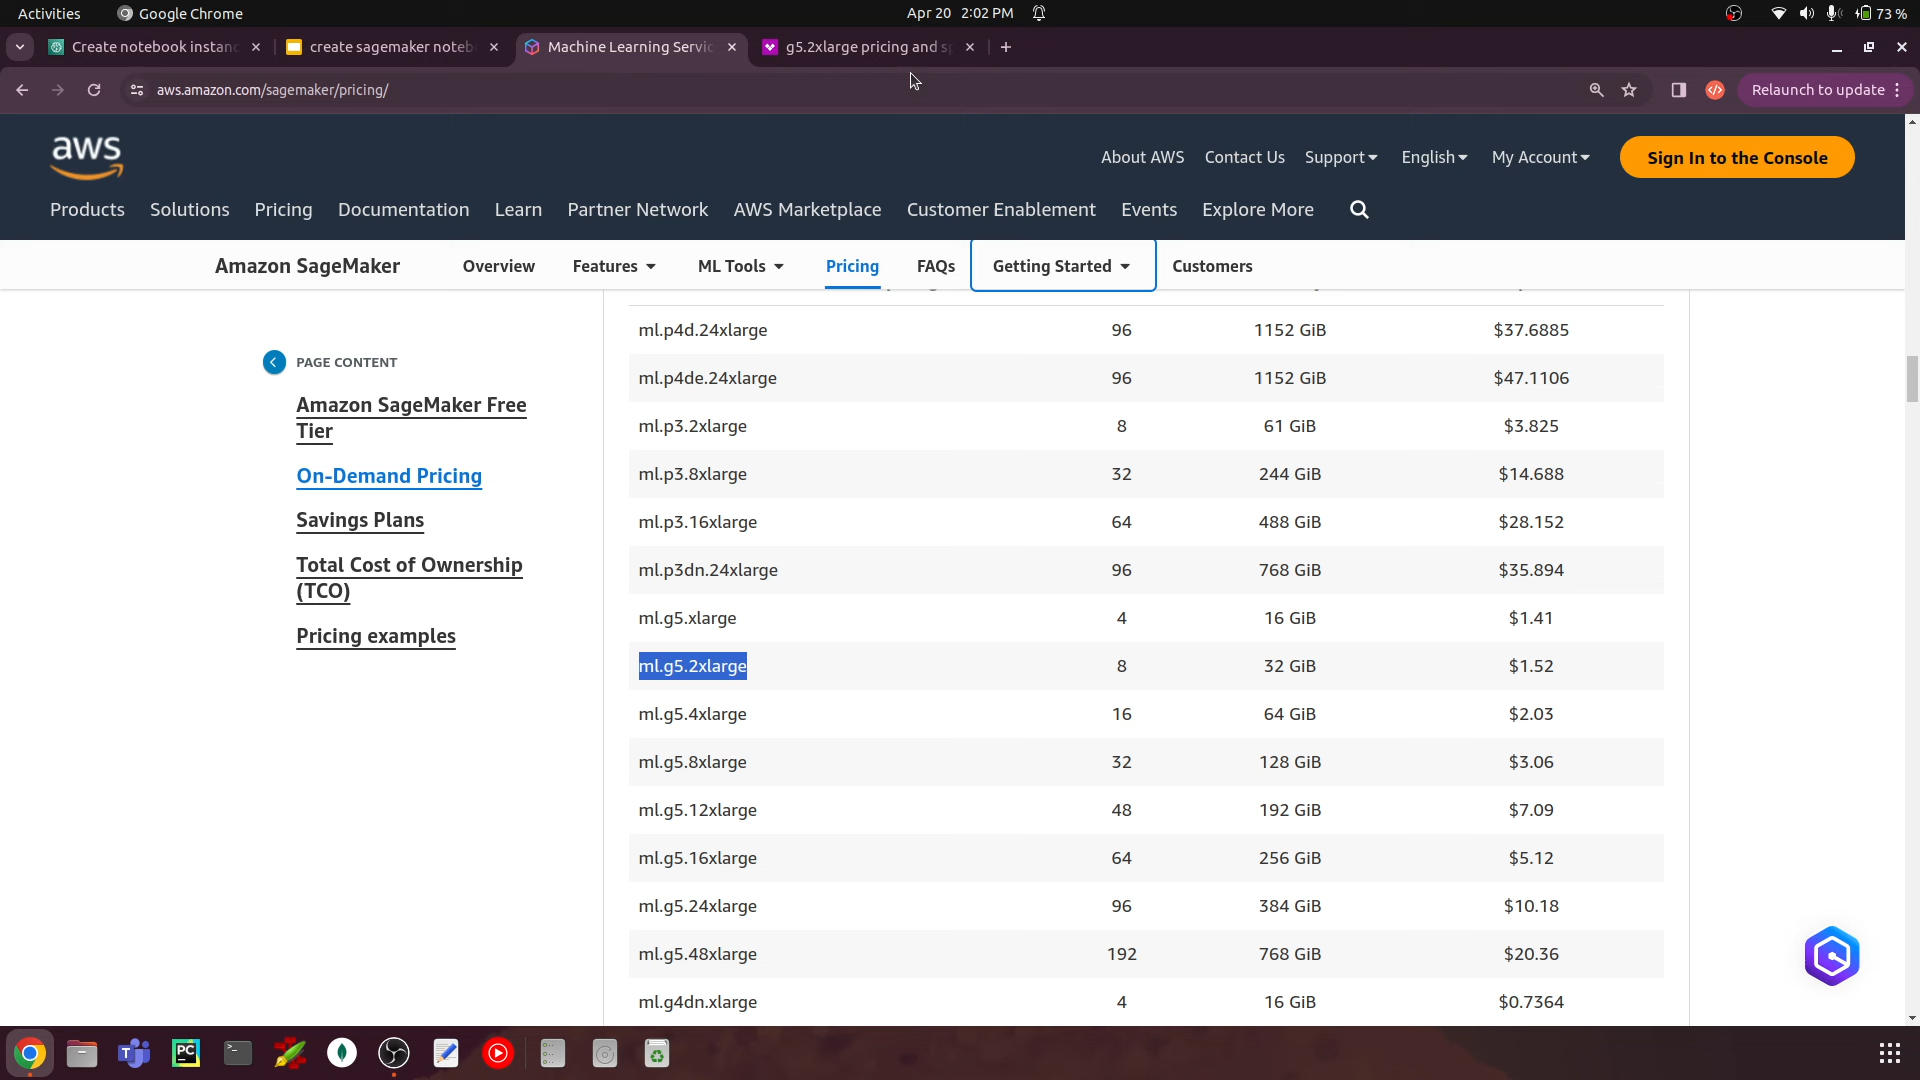 Activities
Google Chrome
Apr 20 2:02 PM
73 %
Create notebook instanc
create sagemaker noteb
Machine Learning Servic
g5.2xlarge pricing and sp
aws.amazon.com/sagemaker/pricing/
Relaunch to update
aws
About AWS
Contact Us
Support
English
My Account
Sign In to the Console
Products
Solutions
Pricing
Documentation
Learn
Partner Network
AWS Marketplace
Customer Enablement
Events
Explore More
Amazon SageMaker
Overview
Features
ML Tools
Pricing
FAQs
Getting Started
Customers
PAGE CONTENT
Amazon SageMaker Free
Tier
On-Demand Pricing
Savings Plans
Total Cost of Ownership
(TCO)
Pricing examples
ml.p4d.24xlarge 96 1152 GiB $37.6885
ml.p4de.24xlarge 96 1152 GiB $47.1106
ml.p3.2xlarge 8 61 GiB $3.825
ml.p3.8xlarge 32 244 GiB $14.688
ml.p3.16xlarge 64 488 GiB $28.152
ml.p3dn.24xlarge 96 768 GiB $35.894
ml.g5.xlarge 4 16 GiB $1.41
ml.g5.2xlarge 8 32 GiB $1.52
ml.g5.4xlarge 16 64 GiB $2.03
ml.g5.8xlarge 32 128 GiB $3.06
ml.g5.12xlarge 48 192 GiB $7.09
ml.g5.16xlarge 64 256 GiB $5.12
ml.g5.24xlarge 96 384 GiB $10.18
ml.g5.48xlarge 192 768 GiB $20.36
ml.g4dn.xlarge 4 16 GiB $0.7364
PC